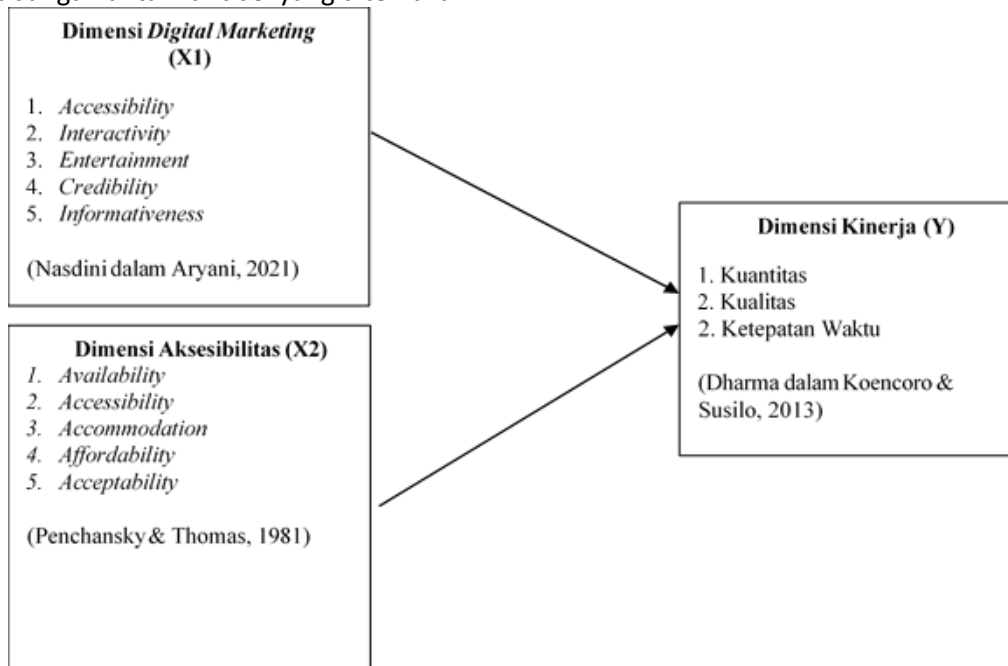 Dimensi Digital Marketing
(X1)
1. Accessibility
2. Interactivity
3. Entertainment
4. Credibility
5. Informativeness
(Nasdini dalam Aryani, 2021)
Dimensi Aksesibilitas (X2)
1. Availability
2. Accessibility
3. Accommodation
4. Affordability
5. Acceptability
(Penchansky & Thomas, 1981)
Dimensi Kinerja (Y)
1. Kuantitas
2. Kualitas
2. Ketepatan Waktu
(Dharma dalam Koencoro &
Susilo, 2013)